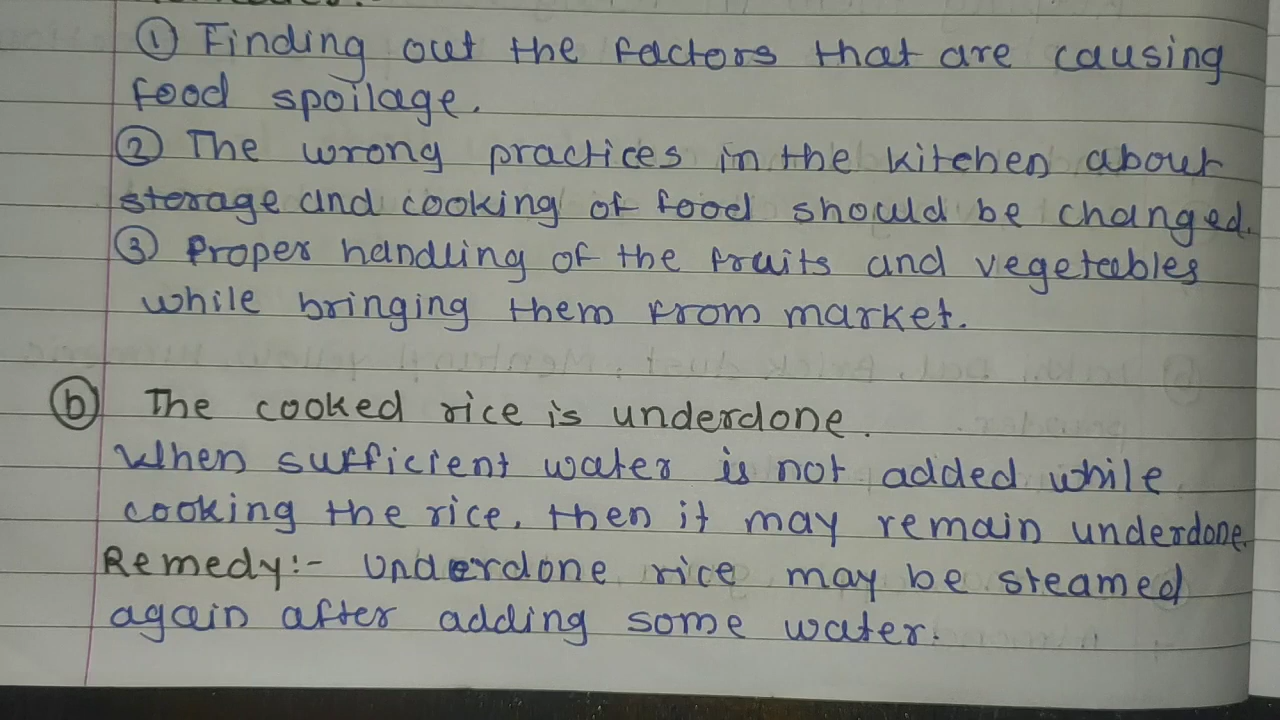 ① Finding out the factors that are causing
food spoilage.
② The wrong practices in the kitchen about
storage and cooking of food should be changed.
③ Proper handling of the fruits and vegetables
while bringing them from market.
ⓑ The cooked rice is underdone.
When sufficient water is not added while
cooking the rice, then it may remain underdone.
Remedy:- Underdone rice may be steamed
again after adding some water.